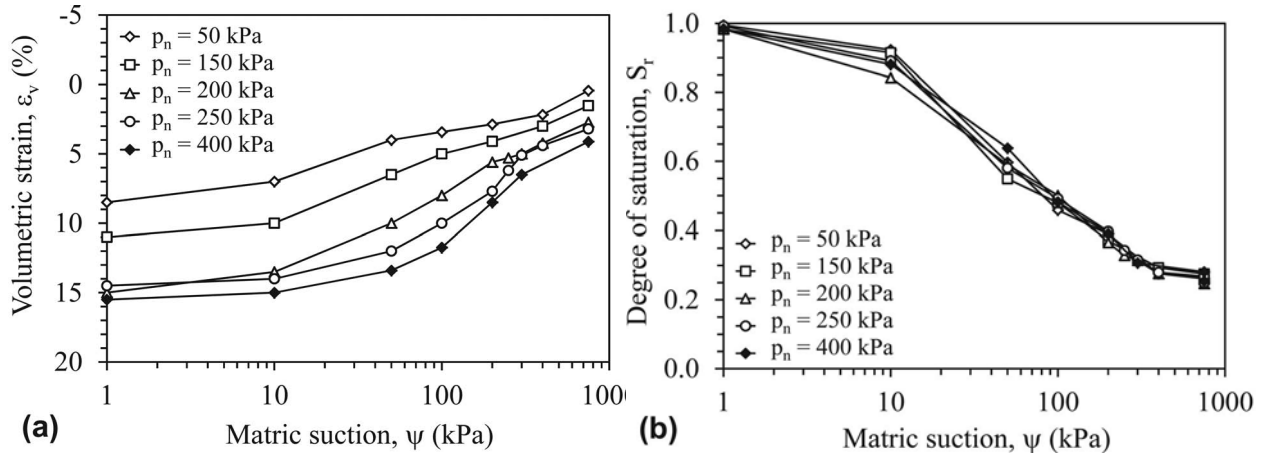 -5
0
5
10
15
20
Volumetric strain, εv (%)
pn = 50 kPa
pn = 150 kPa
pn = 200 kPa
pn = 250 kPa
pn = 400 kPa
1 10 100 1000
Matric suction, ψ (kPa)
(a)
1.0
0.8
0.6
0.4
0.2
0.0
Degree of saturation, Sr
pn = 50 kPa
pn = 150 kPa
pn = 200 kPa
pn = 250 kPa
pn = 400 kPa
1 10 100 1000
Matric suction, ψ (kPa)
(b)